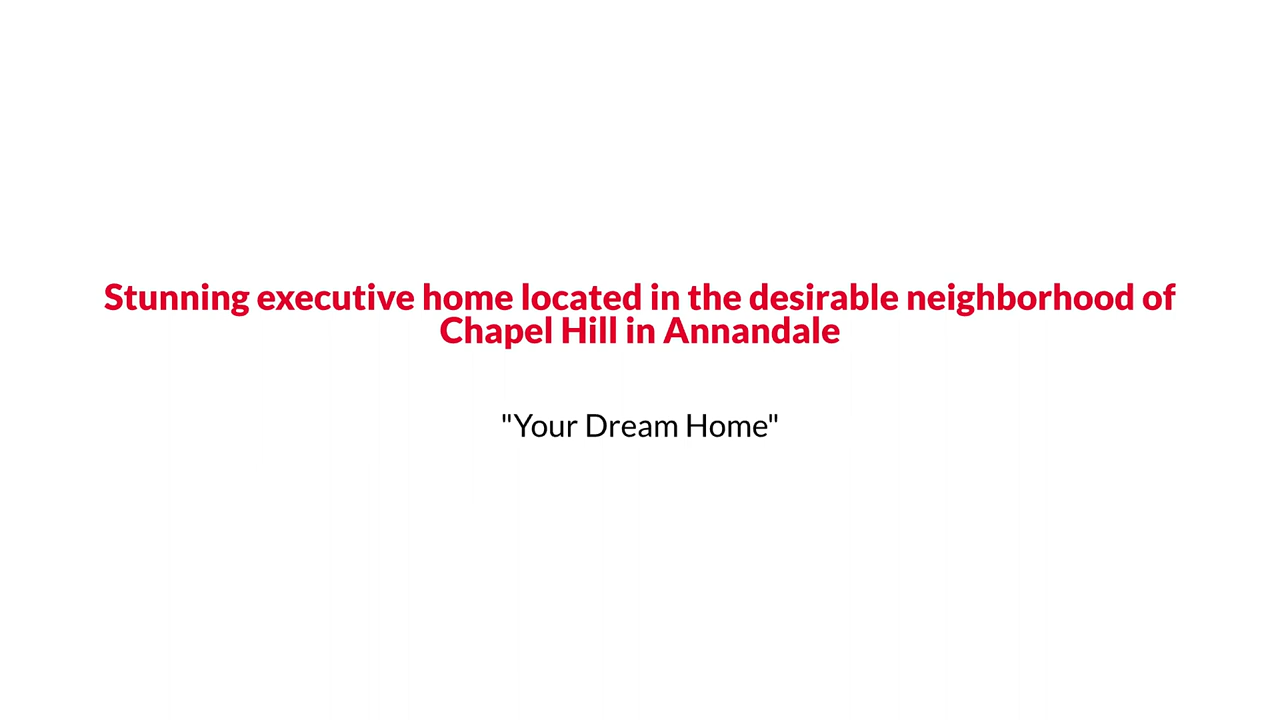 Stunning executive home located in the desirable neighborhood of
Chapel Hill in Annandale
"Your Dream Home"